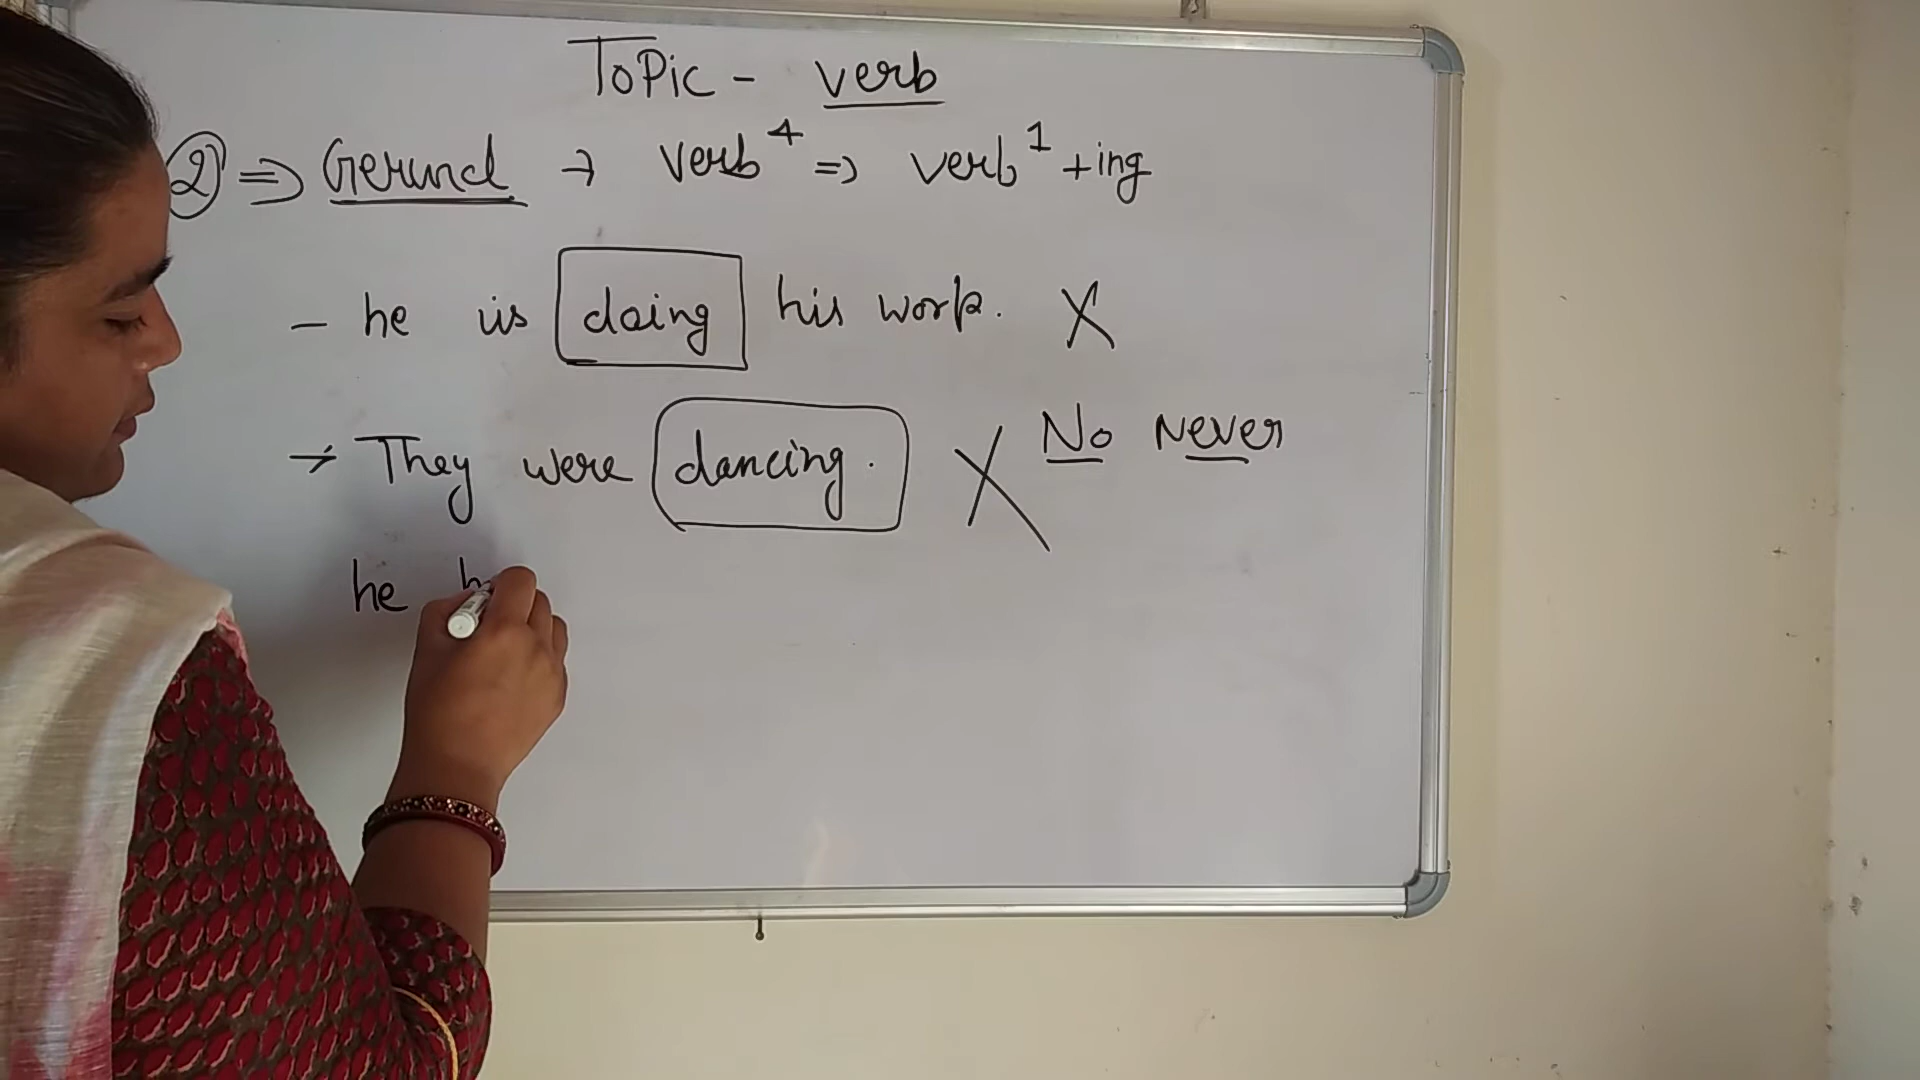 Topic - verb
② => Gerund → verb⁴ => verb¹ +ing
- he is doing his work. X
→ They were dancing. X No Never
he h